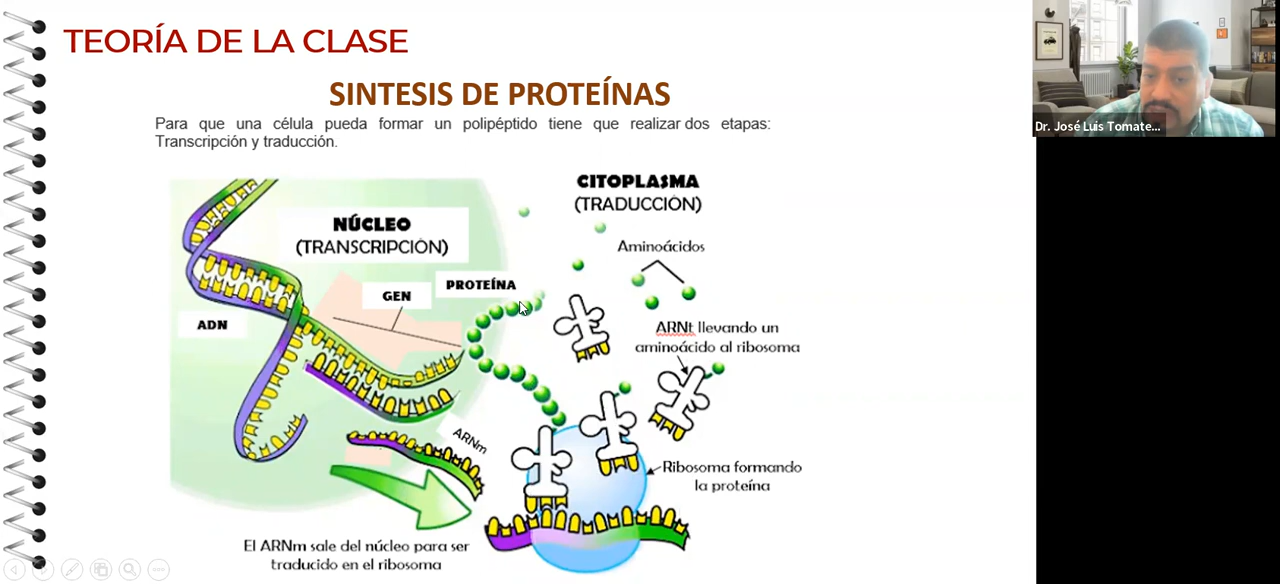 TEORÍA DE LA CLASE
SINTESIS DE PROTEÍNAS
Para que una célula pueda formar un polipéptido tiene que realizar dos etapas:
Transcripción y traducción.
NÚCLEO
(TRANSCRIPCIÓN)
CITOPLASMA
(TRADUCCIÓN)
Aminoácidos
PROTEÍNA
GEN
ADN
ARNt llevando un
aminoácido al ribosoma
ARNm
Ribosoma formando
la proteína
El ARNm sale del núcleo para ser
traducido en el ribosoma
Dr. José Luis Tomate...